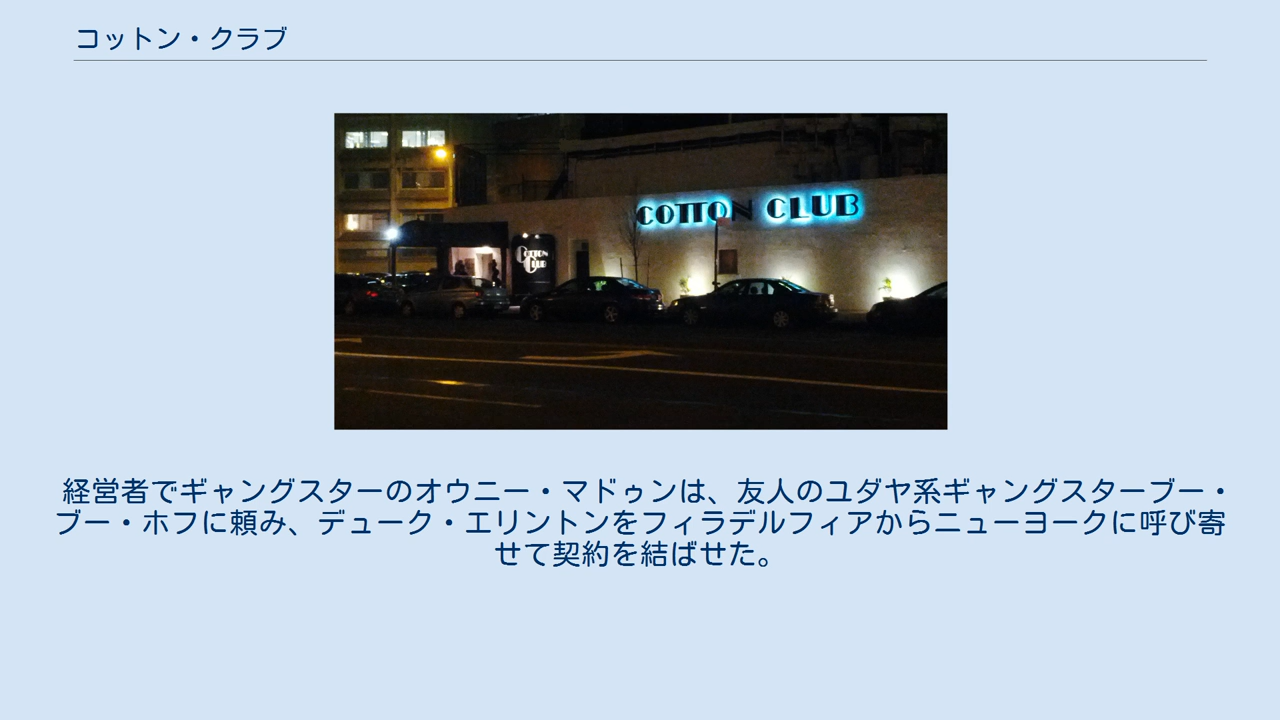 コットン・クラブ
COTTON CLUB
COTTON
CLUB
経営者でギャングスターのオウニー・マドゥンは、友人のユダヤ系ギャングスターブー・
ブー・ホフに頼み、デューク・エリントンをフィラデルフィアからニューヨークに呼び寄
せて契約を結ばせた。